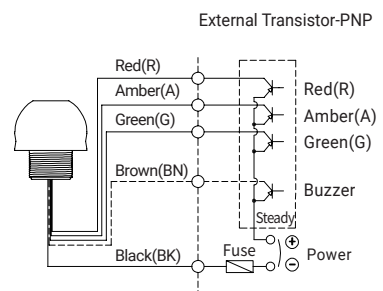 External Transistor-PNP
Red(R)
Red(R)
Amber(A)
Amber(A)
Green(G)
Green(G)
Brown(BN)
Buzzer
Steady
Black(BK)
Fuse
+
Power
−